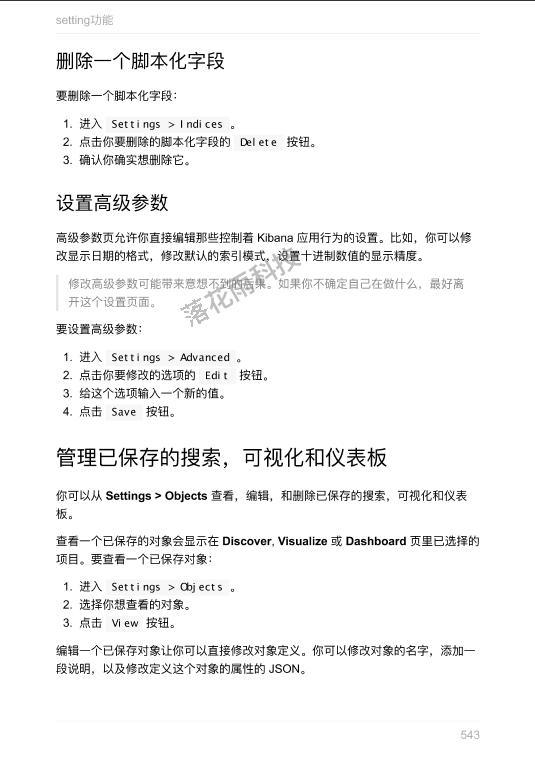 setting功能
删除一个脚本化字段
要删除一个脚本化字段：
1. 进入 Settings > Indices 。
2. 点击你要删除的脚本化字段的 Delete 按钮。
3. 确认你确实想删除它。
设置高级参数
高级参数页允许你直接编辑那些控制着 Kibana 应用行为的设置。比如，你可以修
改显示日期的格式，修改默认的索引模式，设置十进制数值的显示精度。
修改高级参数可能带来意想不到的后果。如果你不确定自己在做什么，最好离
开这个设置页面。
落花雨科技
要设置高级参数：
1. 进入 Settings > Advanced 。
2. 点击你要修改的选项的 Edit 按钮。
3. 给这个选项输入一个新的值。
4. 点击 Save 按钮。
管理已保存的搜索，可视化和仪表板
你可以从 Settings > Objects 查看，编辑，和删除已保存的搜索，可视化和仪表
板。
查看一个已保存的对象会显示在 Discover, Visualize 或 Dashboard 页里已选择的
项目。要查看一个已保存对象：
1. 进入 Settings > Objects 。
2. 选择你想查看的对象。
3. 点击 View 按钮。
编辑一个已保存对象让你可以直接修改对象定义。你可以修改对象的名字，添加一
段说明，以及修改定义这个对象的属性的 JSON。
543